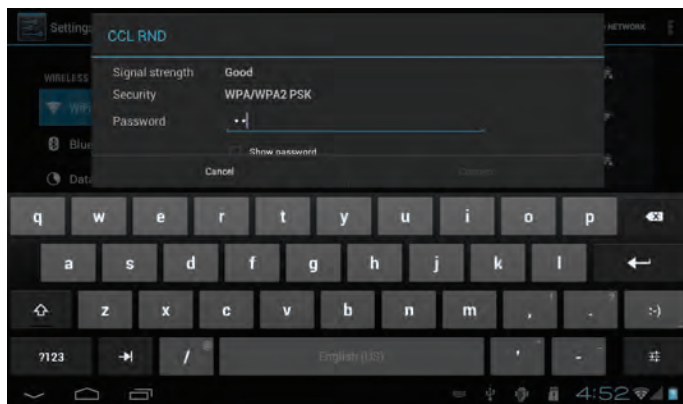 Settings
NETWORK
CCL RND
Signal strength Good
WIRELESS
Security WPA/WPA2 PSK
Password ••
Show password
Cancel Connect
q w e r t y u i o p
a s d f g h j k l
z x c v b n m , ! . ? :-)
?123 / English (US) ' -
4:52